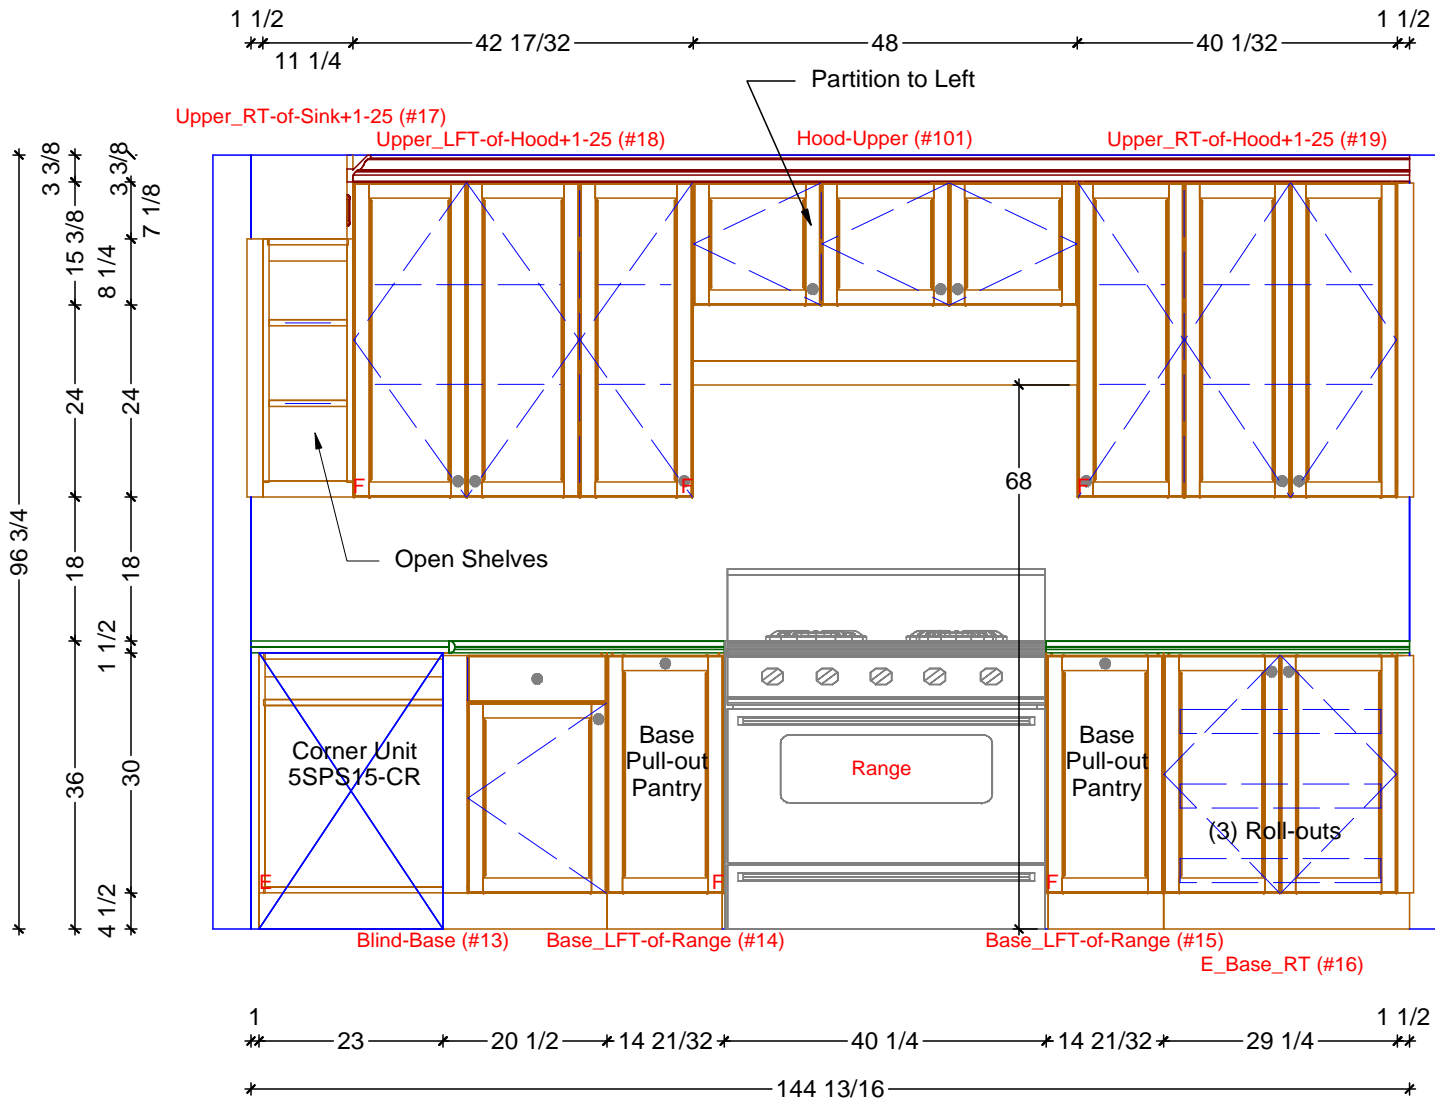 1 1/2
1 1/2
42 17/32
48
40 1/32
11 1/4
Partition to Left
Upper_RT-of-Sink+1-25 (#17)
Upper_LFT-of-Hood+1-25 (#18)
Hood-Upper (#101)
Upper_RT-of-Hood+1-25 (#19)
3 3/8
3 3/8
7 1/8
15 3/8
8 1/4
24
24
68
F
F
F
96 3/4
18
18
Open Shelves
1 1/2
36
30
4 1/2
Corner Unit
5SPS15-CR
Base
Pull-out
Pantry
Range
Base
Pull-out
Pantry
(3) Roll-outs
E
F
F
Blind-Base (#13)
Base_LFT-of-Range (#14)
Base_LFT-of-Range (#15)
E_Base_RT (#16)
1
1 1/2
23
20 1/2
14 21/32
40 1/4
14 21/32
29 1/4
144 13/16